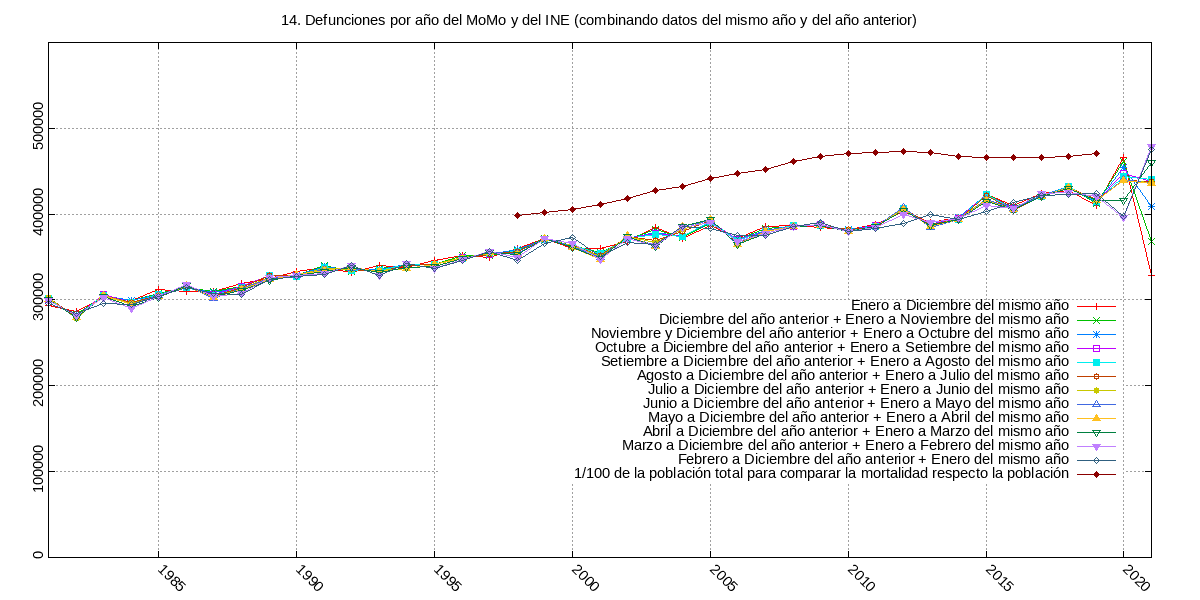 14. Defunciones por año del MoMo y del INE (combinando datos del mismo año y del año anterior)
500000
400000
300000
200000
100000
0
Enero a Diciembre del mismo año
Diciembre del año anterior + Enero a Noviembre del mismo año
Noviembre y Diciembre del año anterior + Enero a Octubre del mismo año
Octubre a Diciembre del año anterior + Enero a Setiembre del mismo año
Setiembre a Diciembre del año anterior + Enero a Agosto del mismo año
Agosto a Diciembre del año anterior + Enero a Julio del mismo año
Julio a Diciembre del año anterior + Enero a Junio del mismo año
Junio a Diciembre del año anterior + Enero a Mayo del mismo año
Mayo a Diciembre del año anterior + Enero a Abril del mismo año
Abril a Diciembre del año anterior + Enero a Marzo del mismo año
Marzo a Diciembre del año anterior + Enero a Febrero del mismo año
Febrero a Diciembre del año anterior + Enero del mismo año
1/100 de la población total para comparar la mortalidad respecto la población
1985 1990 1995 2000 2005 2010 2015 2020